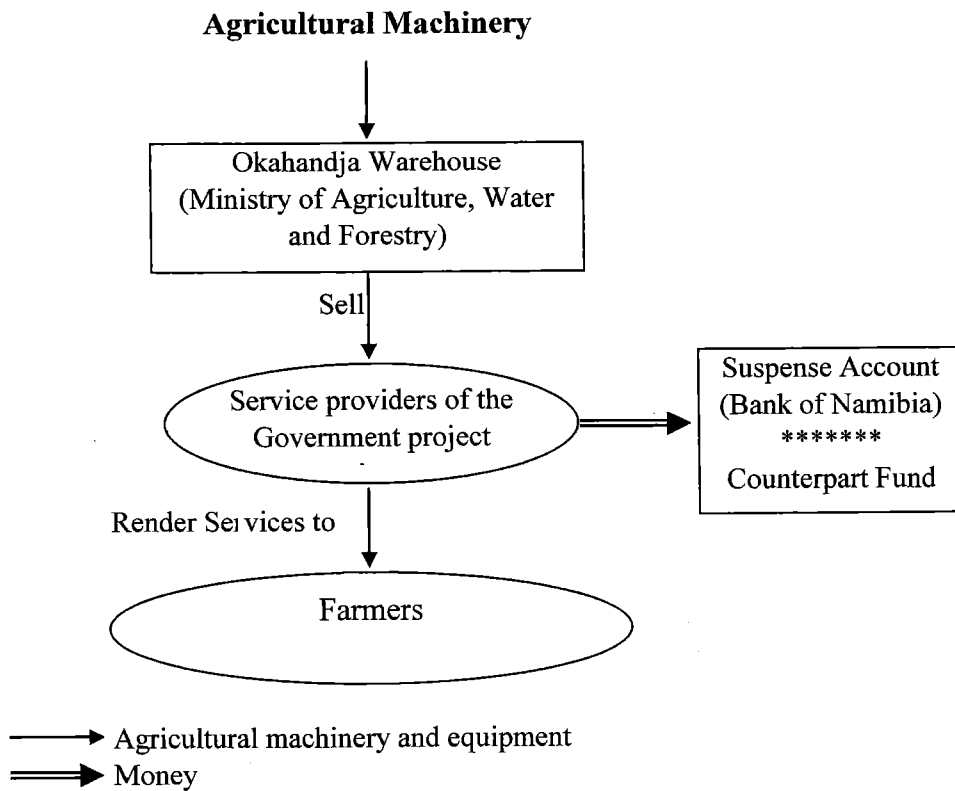 Agricultural Machinery
Okahandja Warehouse
(Ministry of Agriculture, Water
and Forestry)
Sell
Service providers of the
Government project
Suspense Account
(Bank of Namibia)
*******
Counterpart Fund
Render Services to
Farmers
Agricultural machinery and equipment
Money